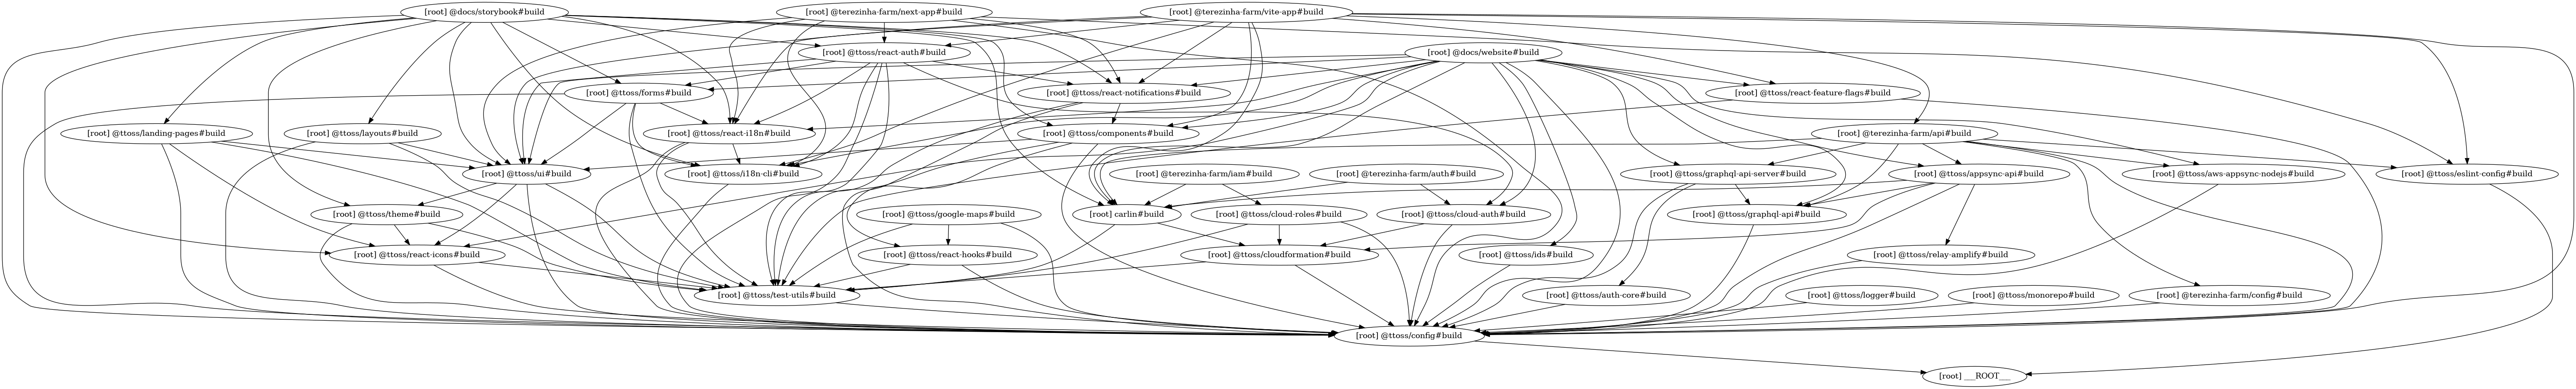 [root] @docs/storybook#build
[root] @terezinha-farm/next-app#build
[root] @terezinha-farm/vite-app#build
[root] @ttoss/react-auth#build
[root] @docs/website#build
[root] @ttoss/forms#build
[root] @ttoss/react-notifications#build
[root] @ttoss/react-feature-flags#build
[root] @ttoss/landing-pages#build
[root] @ttoss/layouts#build
[root] @ttoss/react-i18n#build
[root] @ttoss/components#build
[root] @terezinha-farm/api#build
[root] @ttoss/ui#build
[root] @ttoss/i18n-cli#build
[root] @terezinha-farm/iam#build
[root] @terezinha-farm/auth#build
[root] @ttoss/graphql-api-server#build
[root] @ttoss/appsync-api#build
[root] @ttoss/aws-appsync-nodejs#build
[root] @ttoss/eslint-config#build
[root] @ttoss/theme#build
[root] @ttoss/google-maps#build
[root] carlin#build
[root] @ttoss/cloud-roles#build
[root] @ttoss/cloud-auth#build
[root] @ttoss/graphql-api#build
[root] @ttoss/react-icons#build
[root] @ttoss/react-hooks#build
[root] @ttoss/cloudformation#build
[root] @ttoss/ids#build
[root] @ttoss/relay-amplify#build
[root] @ttoss/test-utils#build
[root] @ttoss/auth-core#build
[root] @ttoss/logger#build
[root] @ttoss/monorepo#build
[root] @terezinha-farm/config#build
[root] @ttoss/config#build
[root] ___ROOT___